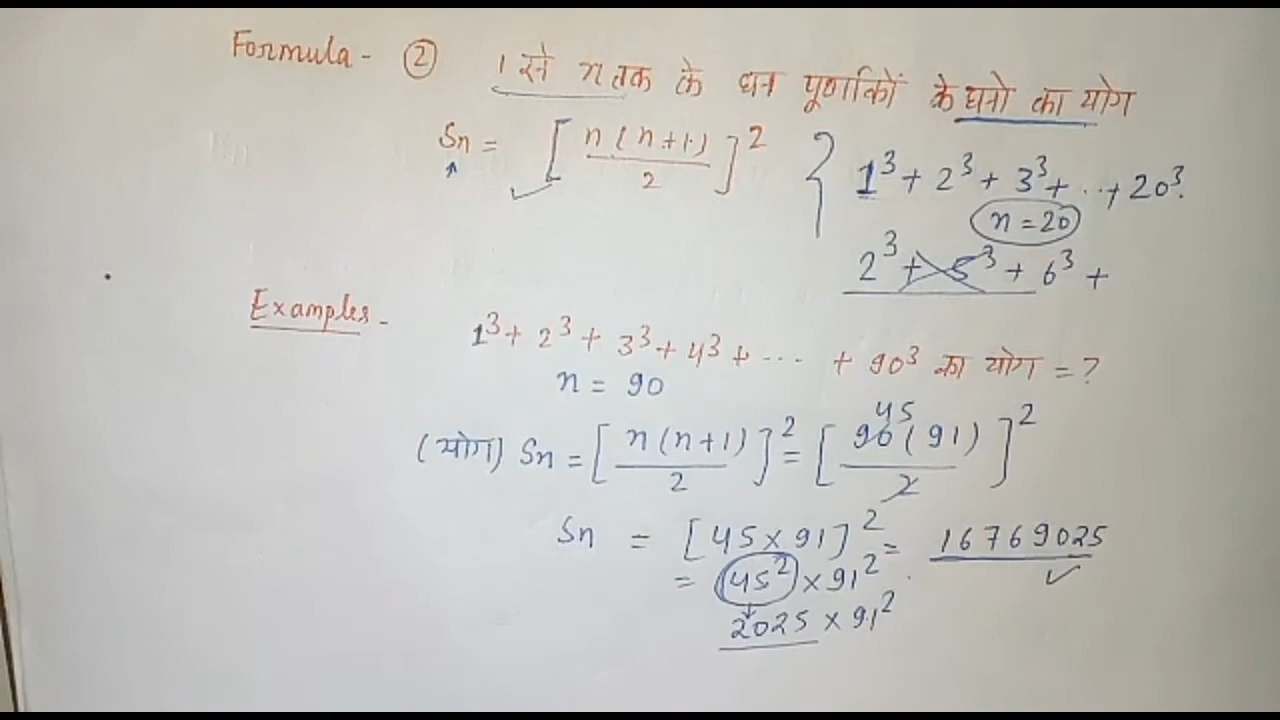 Formula - ② 1 से n तक के धन पूर्णाकों के घनो का योग
Sn = [ n(n+1) / 2 ]² { 1³ + 2³ + 3³ + ... + 20³.
n = 20
2³ + 5³ + 6³ +
Examples - 1³ + 2³ + 3³ + 4³ + ... + 90³ का योग = ?
n = 90
(योग) Sn = [ n(n+1) / 2 ]² = [ 90(91) / 2 ]²
45
Sn = [45×91]² = 16769025
= 45² × 91²
2025 × 91²